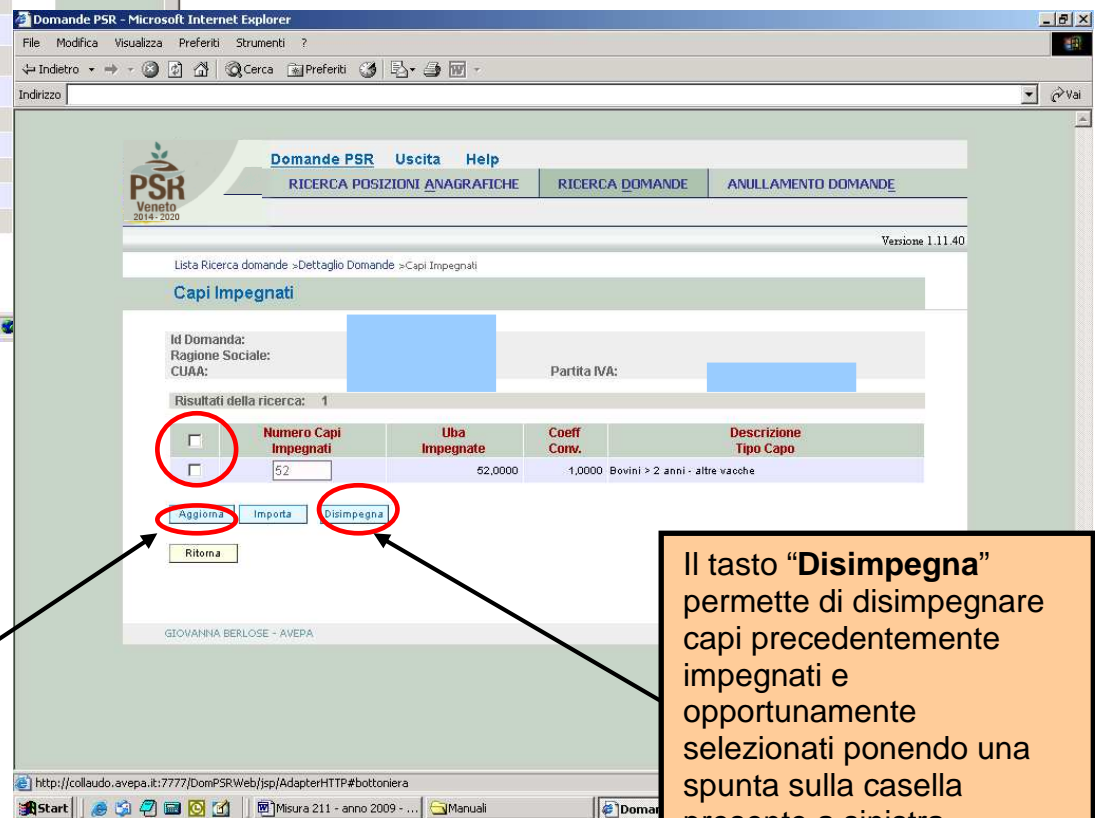 Domande PSR - Microsoft Internet Explorer
File Modifica Visualizza Preferiti Strumenti ?
Indietro Cerca Preferiti
Indirizzo Vai
Domande PSR Uscita Help
RICERCA POSIZIONI ANAGRAFICHE RICERCA DOMANDE ANULLAMENTO DOMANDE
PSR
Veneto
2014-2020
Versione 1.11.40
Lista Ricerca domande >Dettaglio Domande >Capi Impegnati
Capi Impegnati
Id Domanda:
Ragione Sociale:
CUAA: Partita IVA:
Risultati della ricerca: 1
Numero Capi Impegnati Uba Impegnate Coeff Conv. Descrizione Tipo Capo
52 52,0000 1,0000 Bovini > 2 anni - altre vacche
Aggiorna Importa Disimpegna
Ritorna
GIOVANNA BERLOSE - AVEPA
Il tasto “Disimpegna”
permette di disimpegnare
capi precedentemente
impegnati e
opportunamente
selezionati ponendo una
spunta sulla casella
presente a sinistra
http://collaudo.avepa.it:7777/DomPSRWeb/jsp/AdapterHTTP#bottoniera
Start Misura 211 - anno 2009 - ... Manuali Doman